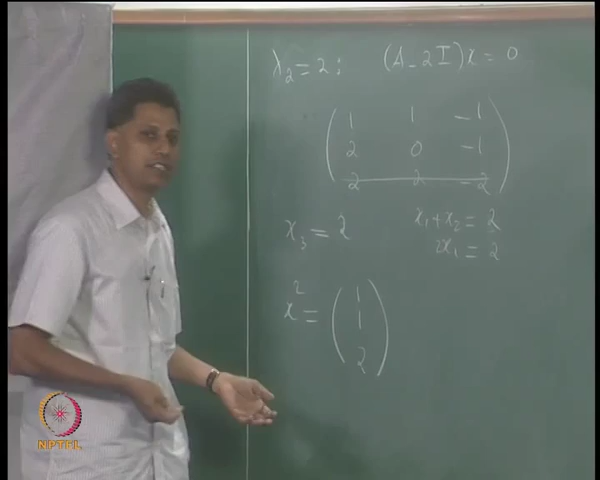 λ₂ = 2 : (A - 2I)x = 0
1 1 -1
2 0 -1
2 2 -2
x₃ = 2 x₁ + x₂ = 2
2x₁ = 2
x² = 1
1
2
NPTEL